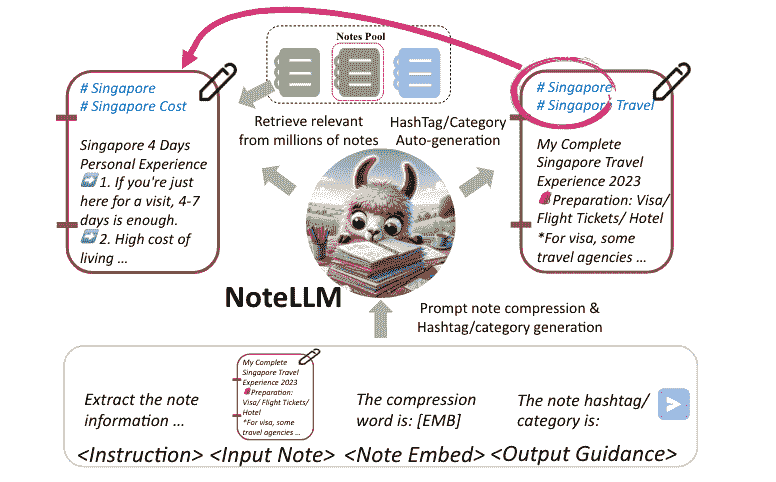 Notes Pool
# Singapore
# Singapore Cost
Singapore 4 Days
Personal Experience
1. If you're just
here for a visit, 4-7
days is enough.
2. High cost of
living ...
Retrieve relevant
from millions of notes
HashTag/Category
Auto-generation
# Singapore
# Singapore Travel
My Complete
Singapore Travel
Experience 2023
Preparation: Visa/
Flight Tickets/ Hotel
*For visa, some
travel agencies ...
NoteLLM
Prompt note compression &
Hashtag/category generation
Extract the note
information ...
My Complete
Singapore Travel
Experience 2023
Preparation:
Visa/ Flight Tickets/
Hotel
*For visa, some
travel agencies ...
The compression
word is: [EMB]
The note hashtag/
category is:
<Instruction> <Input Note> <Note Embed> <Output Guidance>